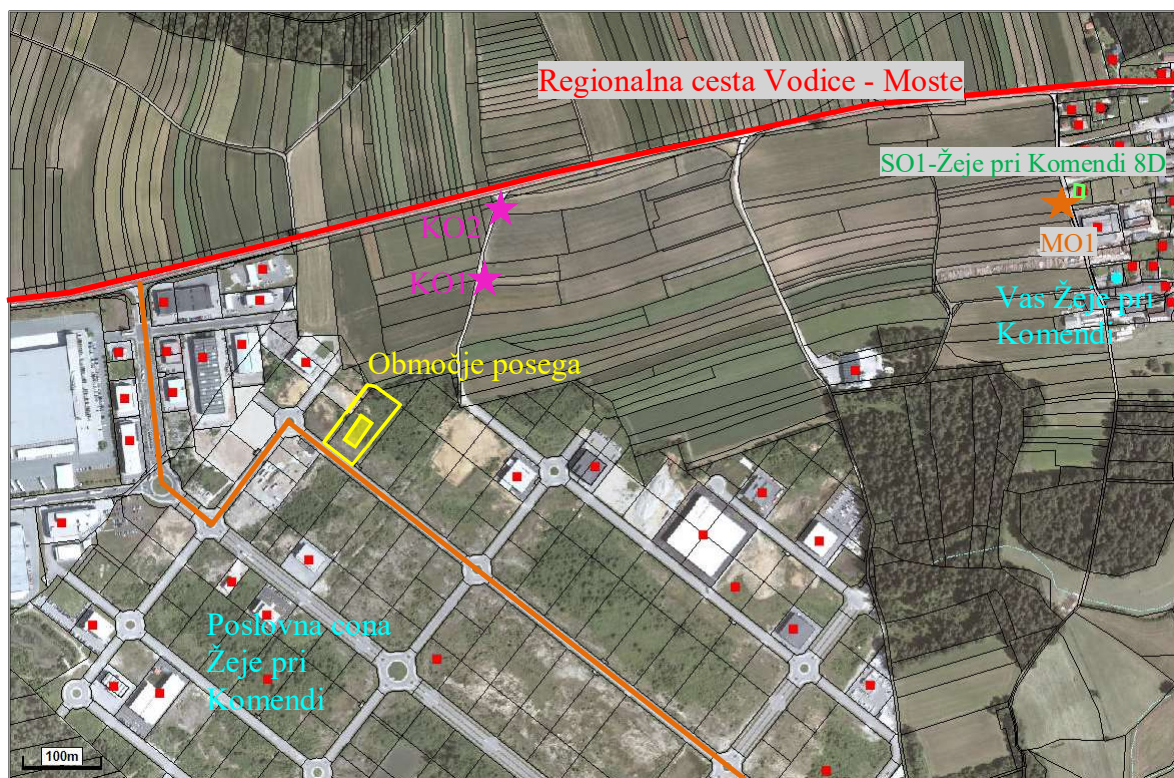 Regionalna cesta Vodice - Moste
SO1-Žeje pri Komendi 8D
KO2
MO1
KO1
Vas Žeje pri
Komendi
Območje posega
Poslovna cona
Žeje pri
Komendi
100m